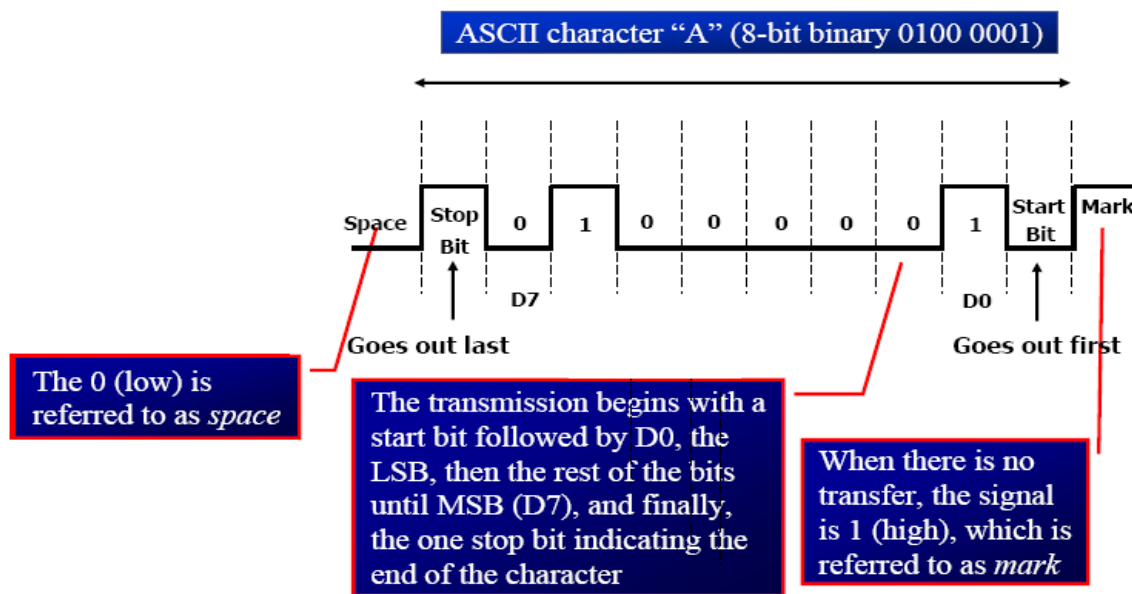 ASCII character “A” (8-bit binary 0100 0001)
Space
Stop
Bit
0
1
0
0
0
0
0
1
Start
Bit
Mark
D7
D0
Goes out last
Goes out first
The 0 (low) is
referred to as space
The transmission begins with a
start bit followed by D0, the
LSB, then the rest of the bits
until MSB (D7), and finally,
the one stop bit indicating the
end of the character
When there is no
transfer, the signal
is 1 (high), which is
referred to as mark